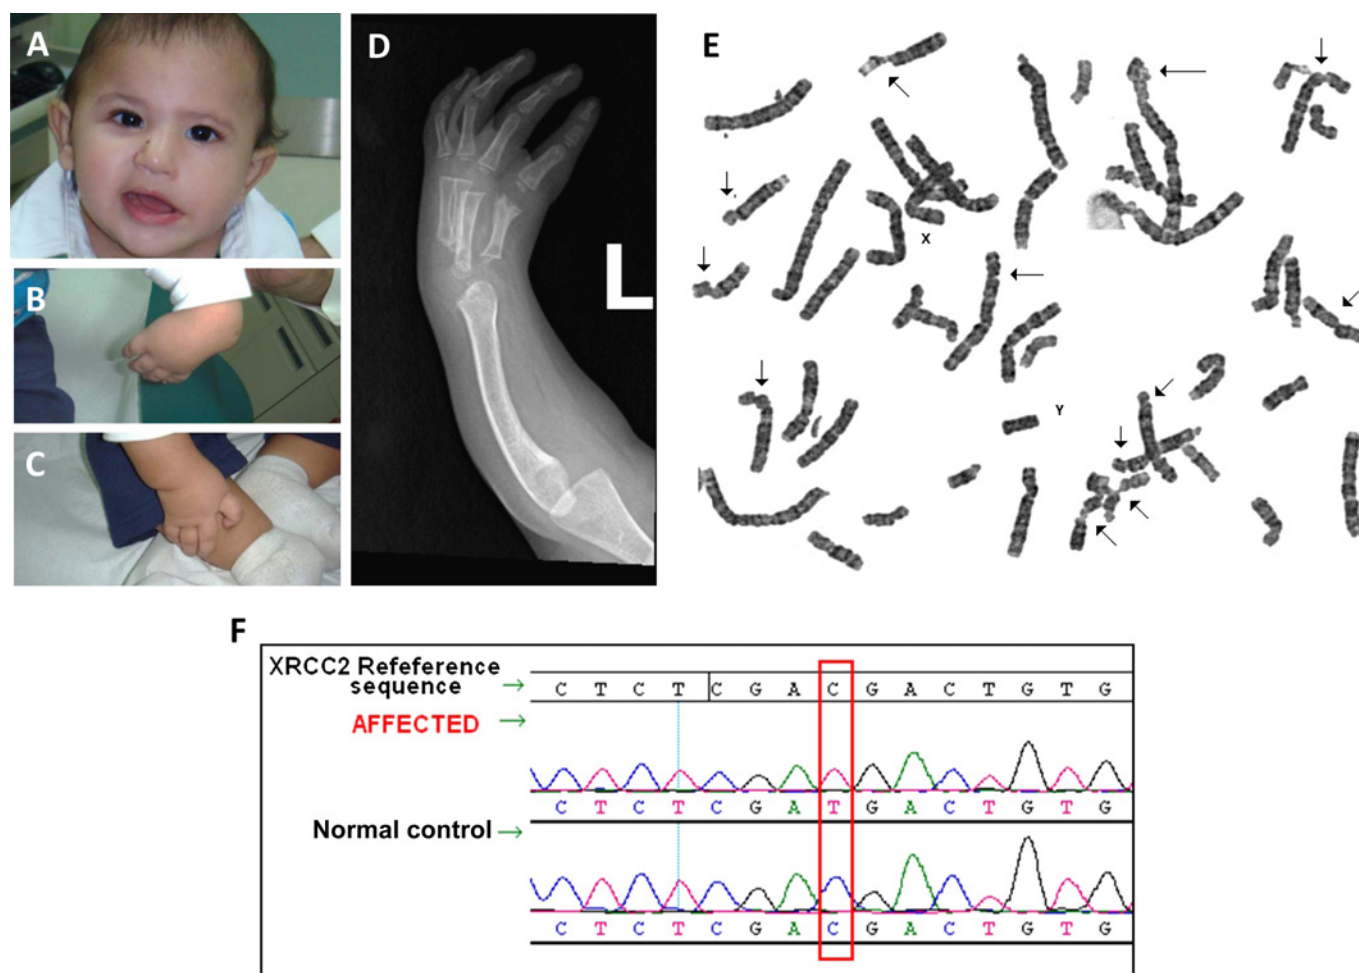 A
B
C
D
L
E
X
Y
F
XRCC2 Refeference
sequence
C T C T C G A C G A C T G T G
AFFECTED
C T C T C G A T G A C T G T G
Normal control
C T C T C G A C G A C T G T G